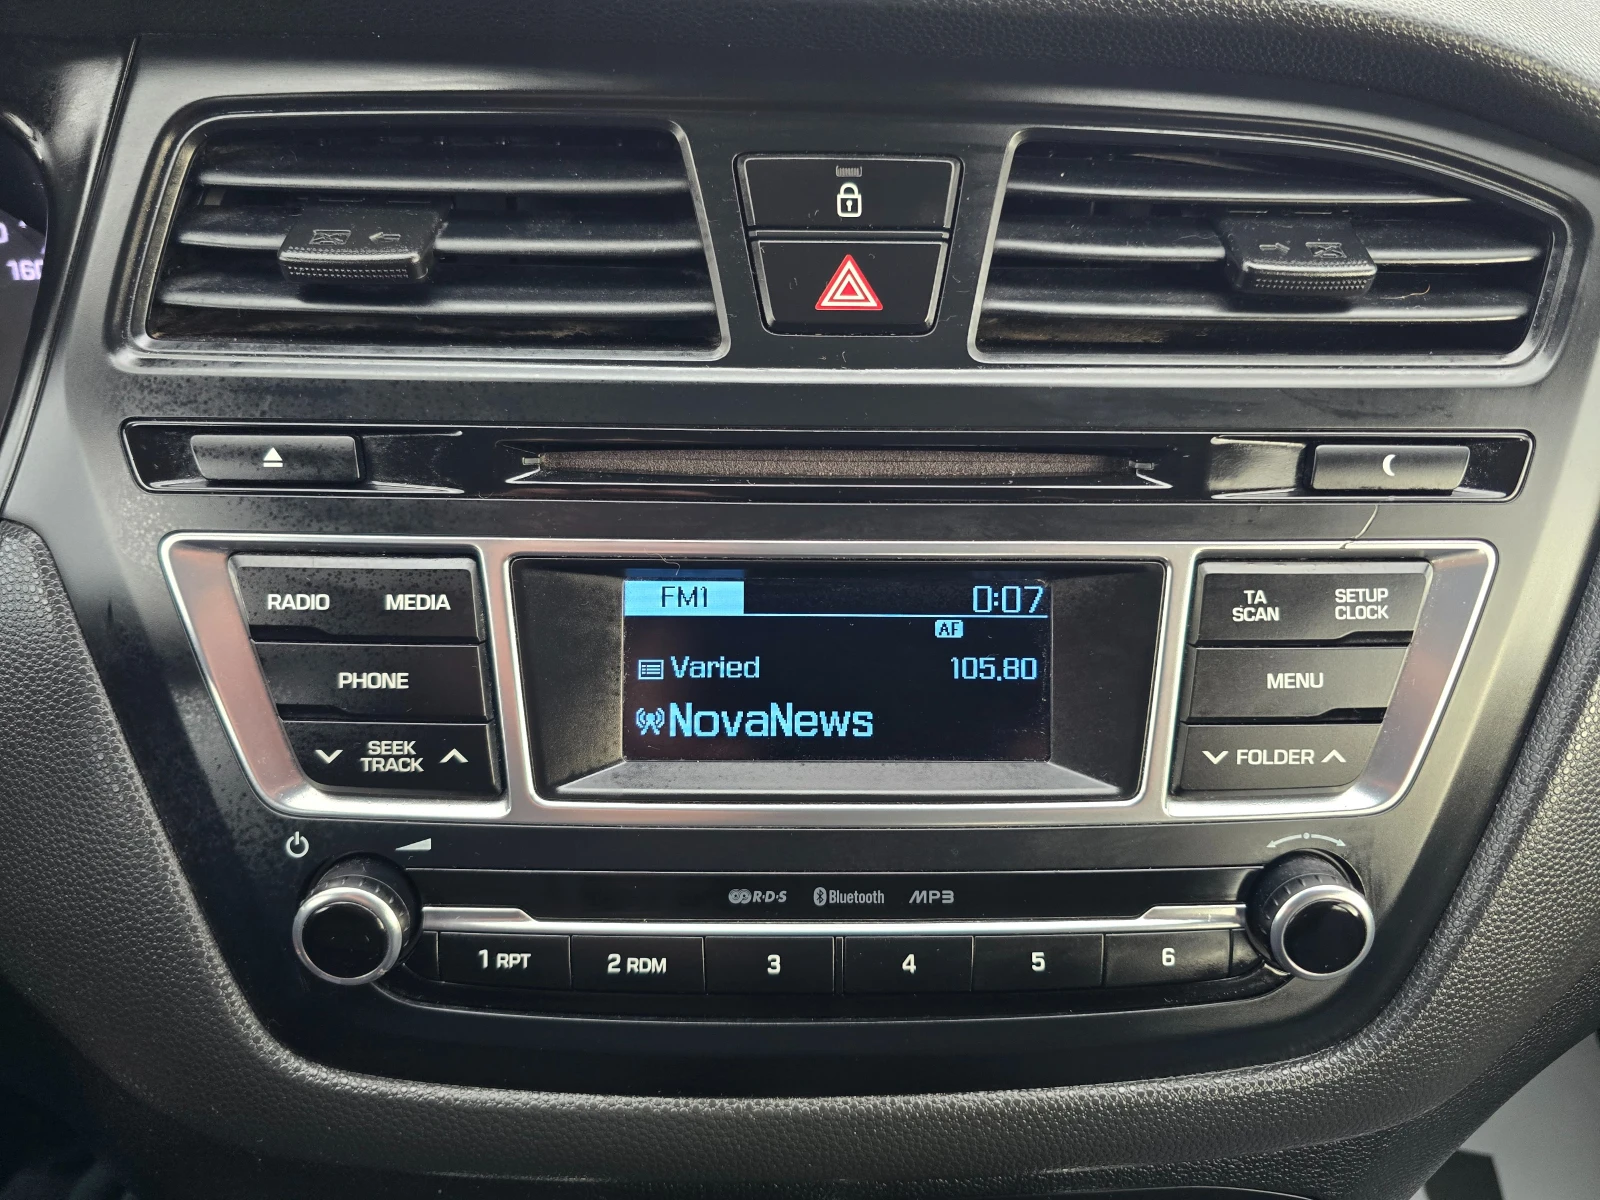 160
FM1 0:07
AF
Varied 105.80
NovaNews
RADIO MEDIA
PHONE
SEEK
TRACK
TA
SCAN
SETUP
CLOCK
MENU
FOLDER
R·D·S Bluetooth MP3
1 RPT 2 RDM 3 4 5 6